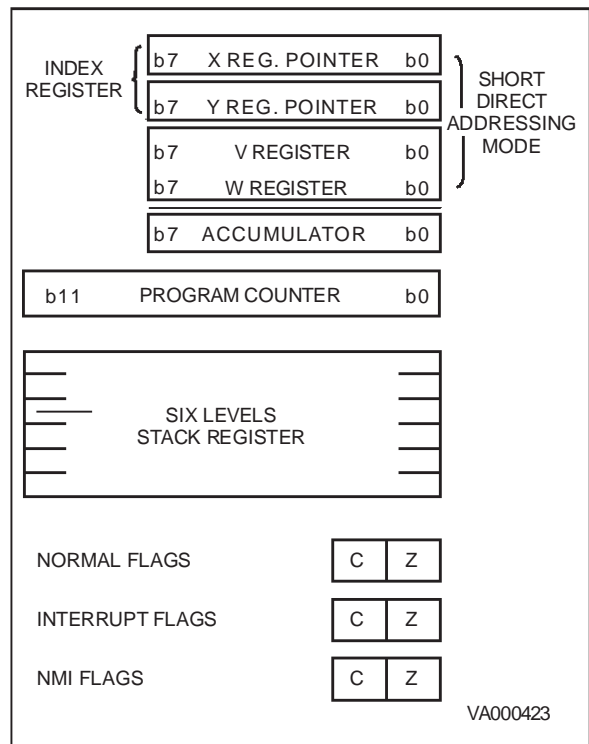 INDEX
REGISTER
b7 X REG. POINTER b0
b7 Y REG. POINTER b0
b7 V REGISTER b0
b7 W REGISTER b0
SHORT
DIRECT
ADDRESSING
MODE
b7 ACCUMULATOR b0
b11 PROGRAM COUNTER b0
SIX LEVELS
STACK REGISTER
NORMAL FLAGS C Z
INTERRUPT FLAGS C Z
NMI FLAGS C Z
VA000423